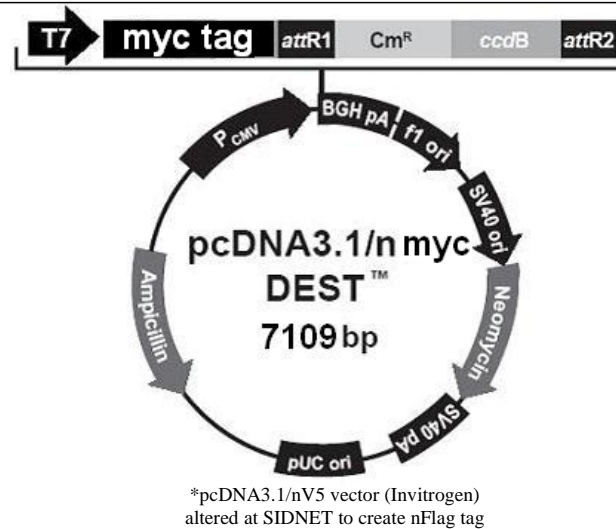 T7 myc tag attR1 CmR ccdB attR2
PCMV
BGH pA
f1 ori
SV40 ori
Neomycin
SV40 pA
pUC ori
Ampicillin
pcDNA3.1/n myc
DEST™
7109 bp
*pcDNA3.1/nV5 vector (Invitrogen)
altered at SIDNET to create nFlag tag